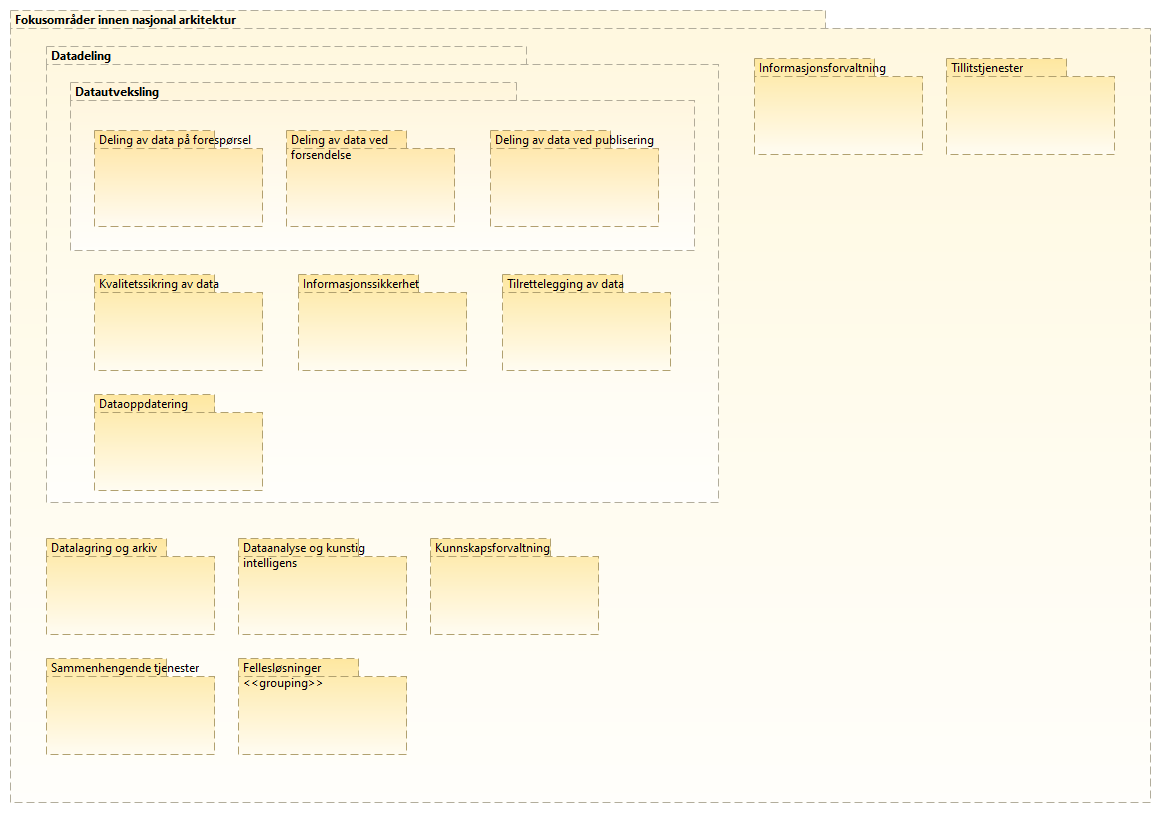 Fokusområder innen nasjonal arkitektur
Datadeling
Datautveksling
Deling av data på forespørsel
Deling av data ved
forsendelse
Deling av data ved publisering
Kvalitetssikring av data
Informasjonssikkerhet
Tilrettelegging av data
Dataoppdatering
Informasjonsforvaltning
Tillitstjenester
Datalagring og arkiv
Dataanalyse og kunstig
intelligens
Kunnskapsforvaltning
Sammenhengende tjenester
Fellesløsninger
<<grouping>>